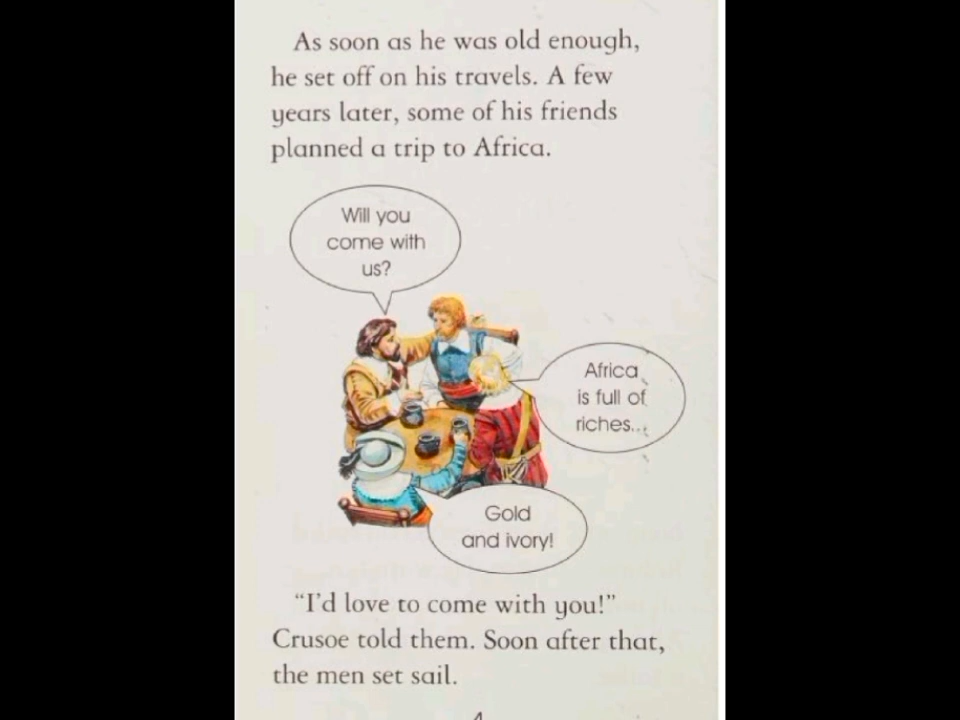 As soon as he was old enough,
he set off on his travels. A few
years later, some of his friends
planned a trip to Africa.
Will you
come with
us?
Africa
is full of
riches...
Gold
and ivory!
“I’d love to come with you!”
Crusoe told them. Soon after that,
the men set sail.
4